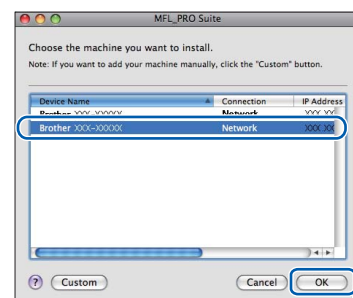 MFL_PRO Suite
Choose the machine you want to install.
Note: If you want to add your machine manually, click the "Custom" button.
Device Name Connection IP Address
Brother XXX-XXXXX Network XXX XX
Brother XXX-XXXXX Network XXX XX
? Custom Cancel OK